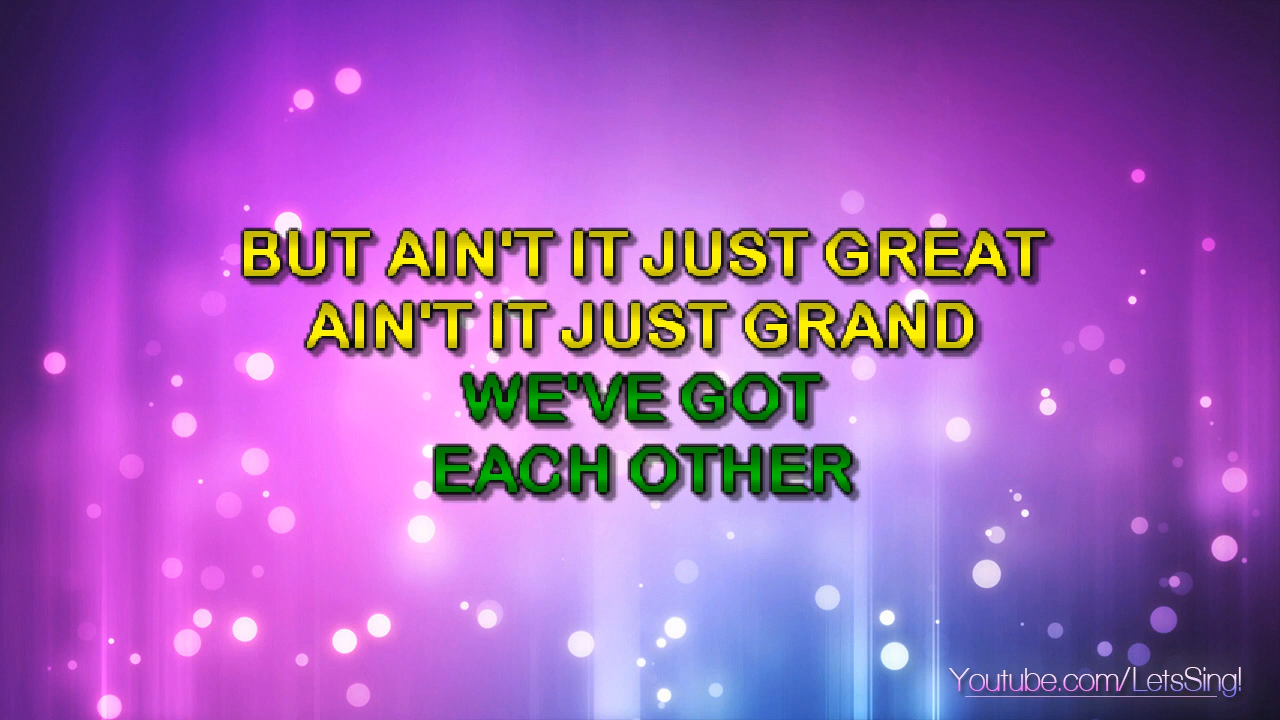 BUT AIN'T IT JUST GREAT
AIN'T IT JUST GRAND
WE'VE GOT
EACH OTHER
Youtube.com/LetsSing!